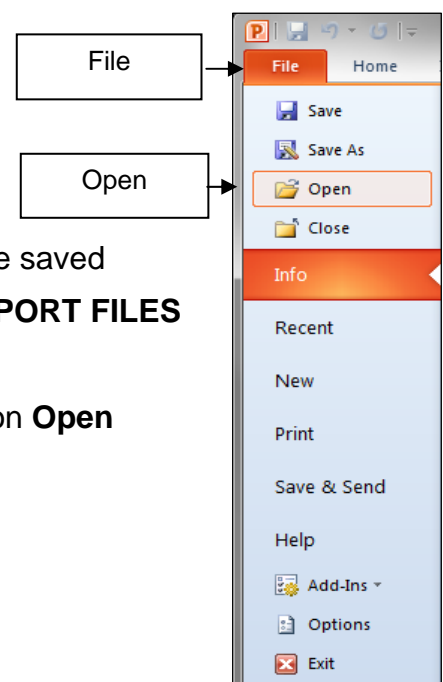 File
File Home
Save
Save As
Open
Open
Close
e saved
Info
PORT FILES
Recent
New
on Open
Print
Save & Send
Help
Add-Ins
Options
Exit